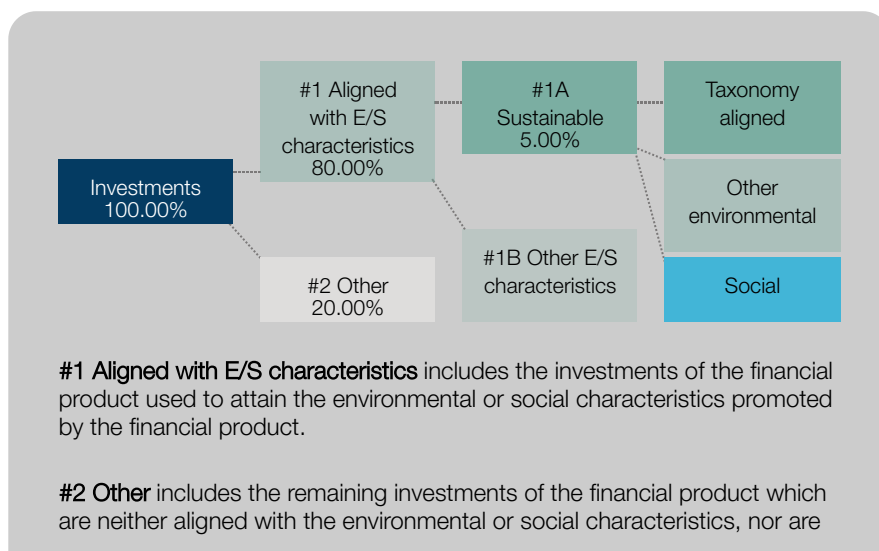 #1 Aligned
with E/S
characteristics
80.00%
#1A
Sustainable
5.00%
Taxonomy
aligned
Investments
100.00%
Other
environmental
#2 Other
20.00%
#1B Other E/S
characteristics
Social
#1 Aligned with E/S characteristics includes the investments of the financial
product used to attain the environmental or social characteristics promoted
by the financial product.
#2 Other includes the remaining investments of the financial product which
are neither aligned with the environmental or social characteristics, nor are